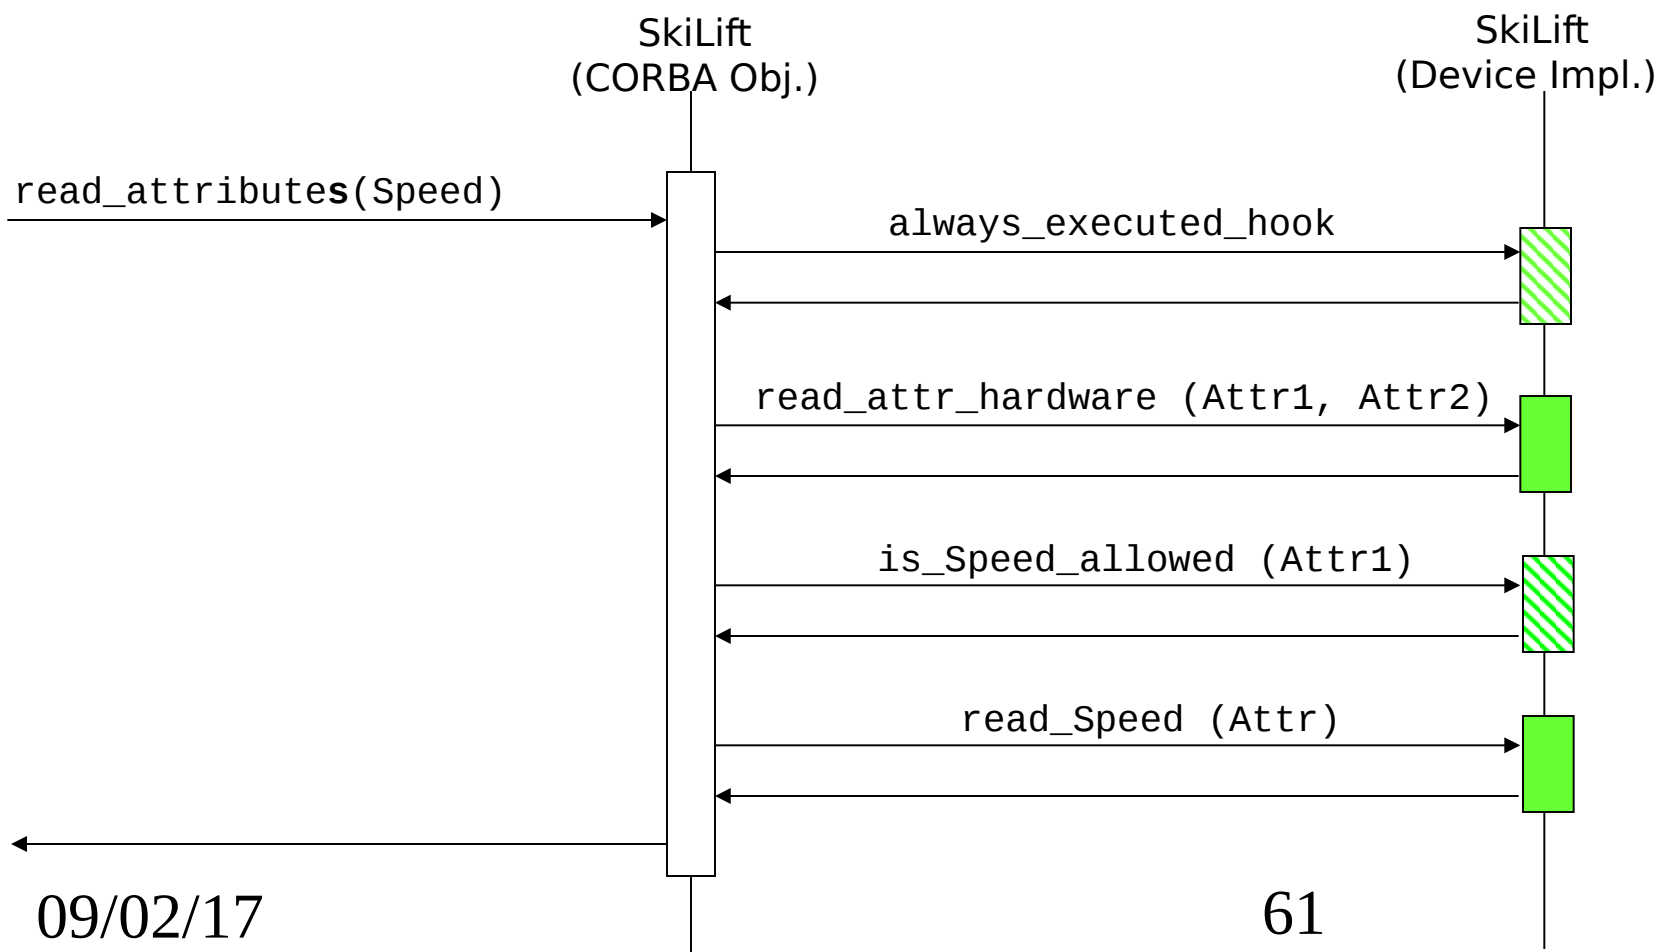 SkiLift
(CORBA Obj.)
SkiLift
(Device Impl.)
read_attributes(Speed)
always_executed_hook
read_attr_hardware (Attr1, Attr2)
is_Speed_allowed (Attr1)
read_Speed (Attr)
09/02/17
61